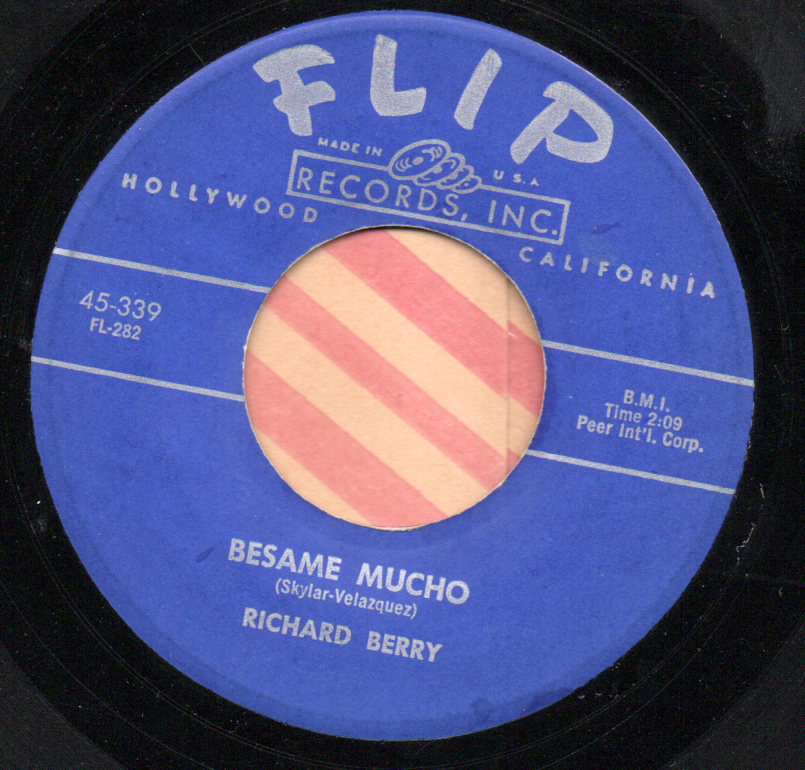 FLIP
MADE IN U.S.A
RECORDS, INC.
HOLLYWOOD CALIFORNIA
45-339
FL-282
B.M.I.
Time 2:09
Peer Int'l. Corp.
BESAME MUCHO
(Skylar-Velazquez)
RICHARD BERRY